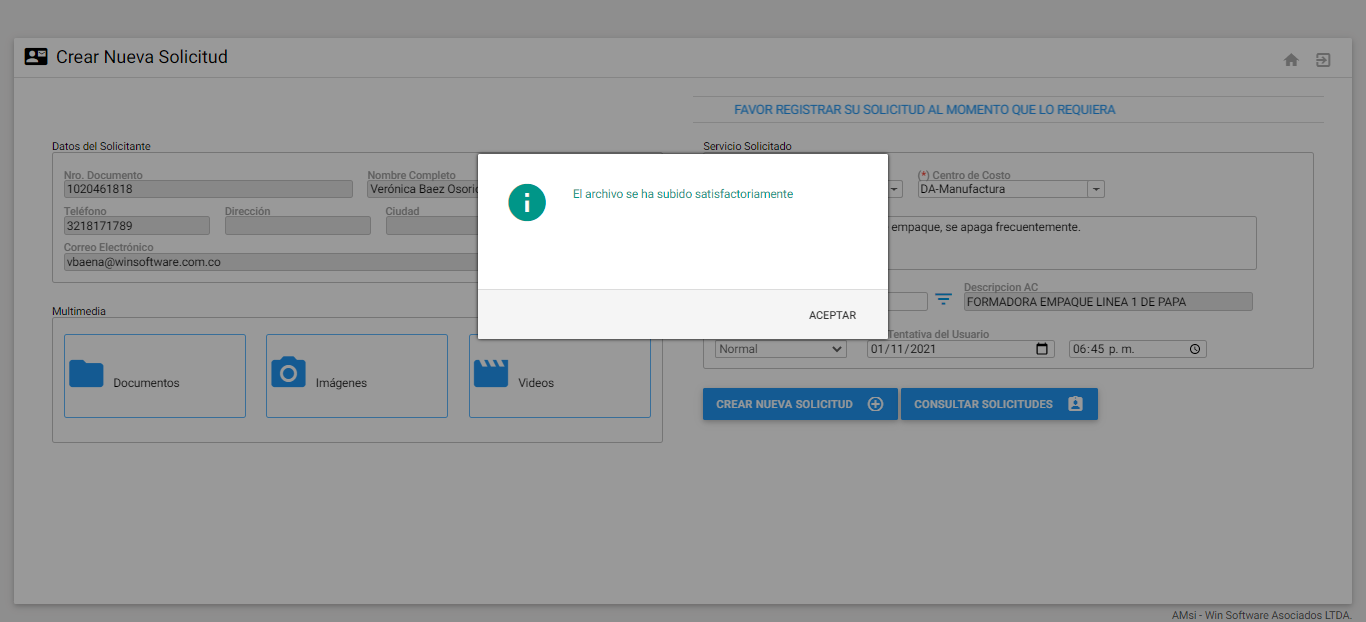 Crear Nueva Solicitud
FAVOR REGISTRAR SU SOLICITUD AL MOMENTO QUE LO REQUIERA
Datos del Solicitante
Nro. Documento
Nombre Completo
1020461818
Verónica Baez Osorio
Teléfono
Dirección
Ciudad
3218171789
Correo Electrónico
vbaena@winsoftware.com.co
Multimedia
Documentos
Imágenes
Videos
Servicio Solicitado
(*) Centro de Costo
DA-Manufactura
empaque, se apaga frecuentemente.
Descripcion AC
FORMADORA EMPAQUE LINEA 1 DE PAPA
Tentativa del Usuario
Normal
01/11/2021
06:45 p. m.
CREAR NUEVA SOLICITUD
CONSULTAR SOLICITUDES
El archivo se ha subido satisfactoriamente
ACEPTAR
AMsi - Win Software Asociados LTDA.